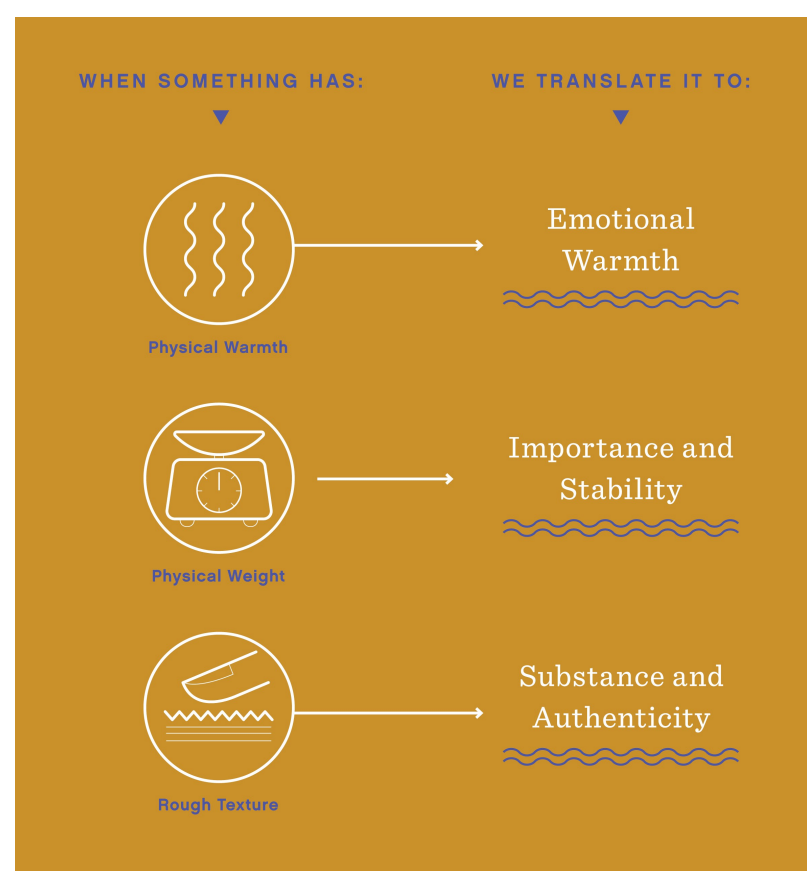 WHEN SOMETHING HAS:
WE TRANSLATE IT TO:
Physical Warmth
Emotional
Warmth
Physical Weight
Importance and
Stability
Rough Texture
Substance and
Authenticity